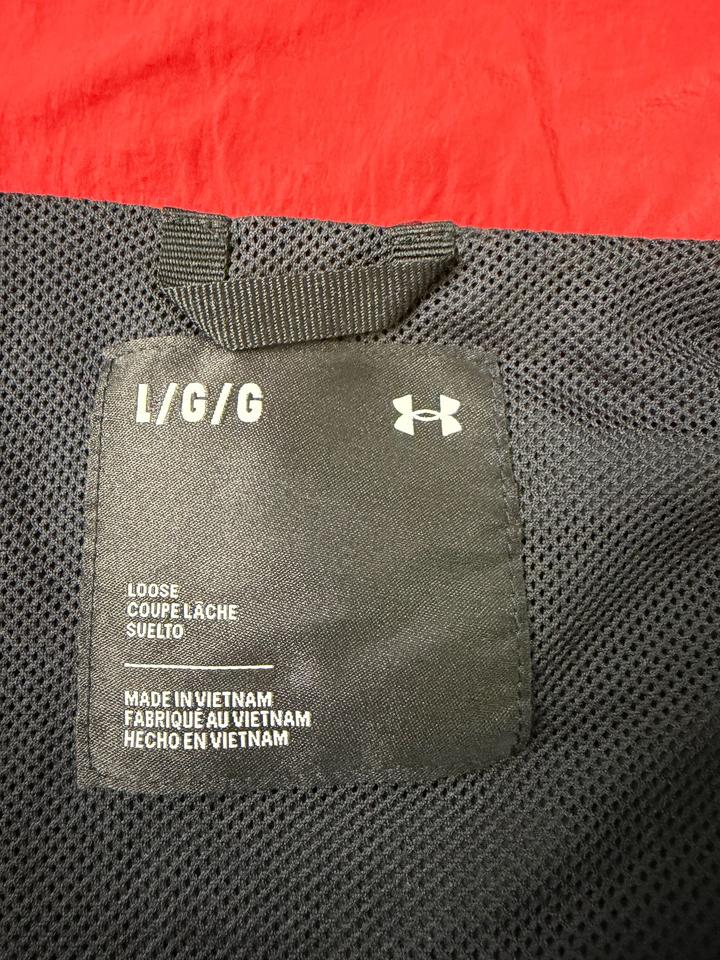 L/G/G
LOOSE
COUPE LÂCHE
SUELTO
MADE IN VIETNAM
FABRIQUÉ AU VIETNAM
HECHO EN VIETNAM